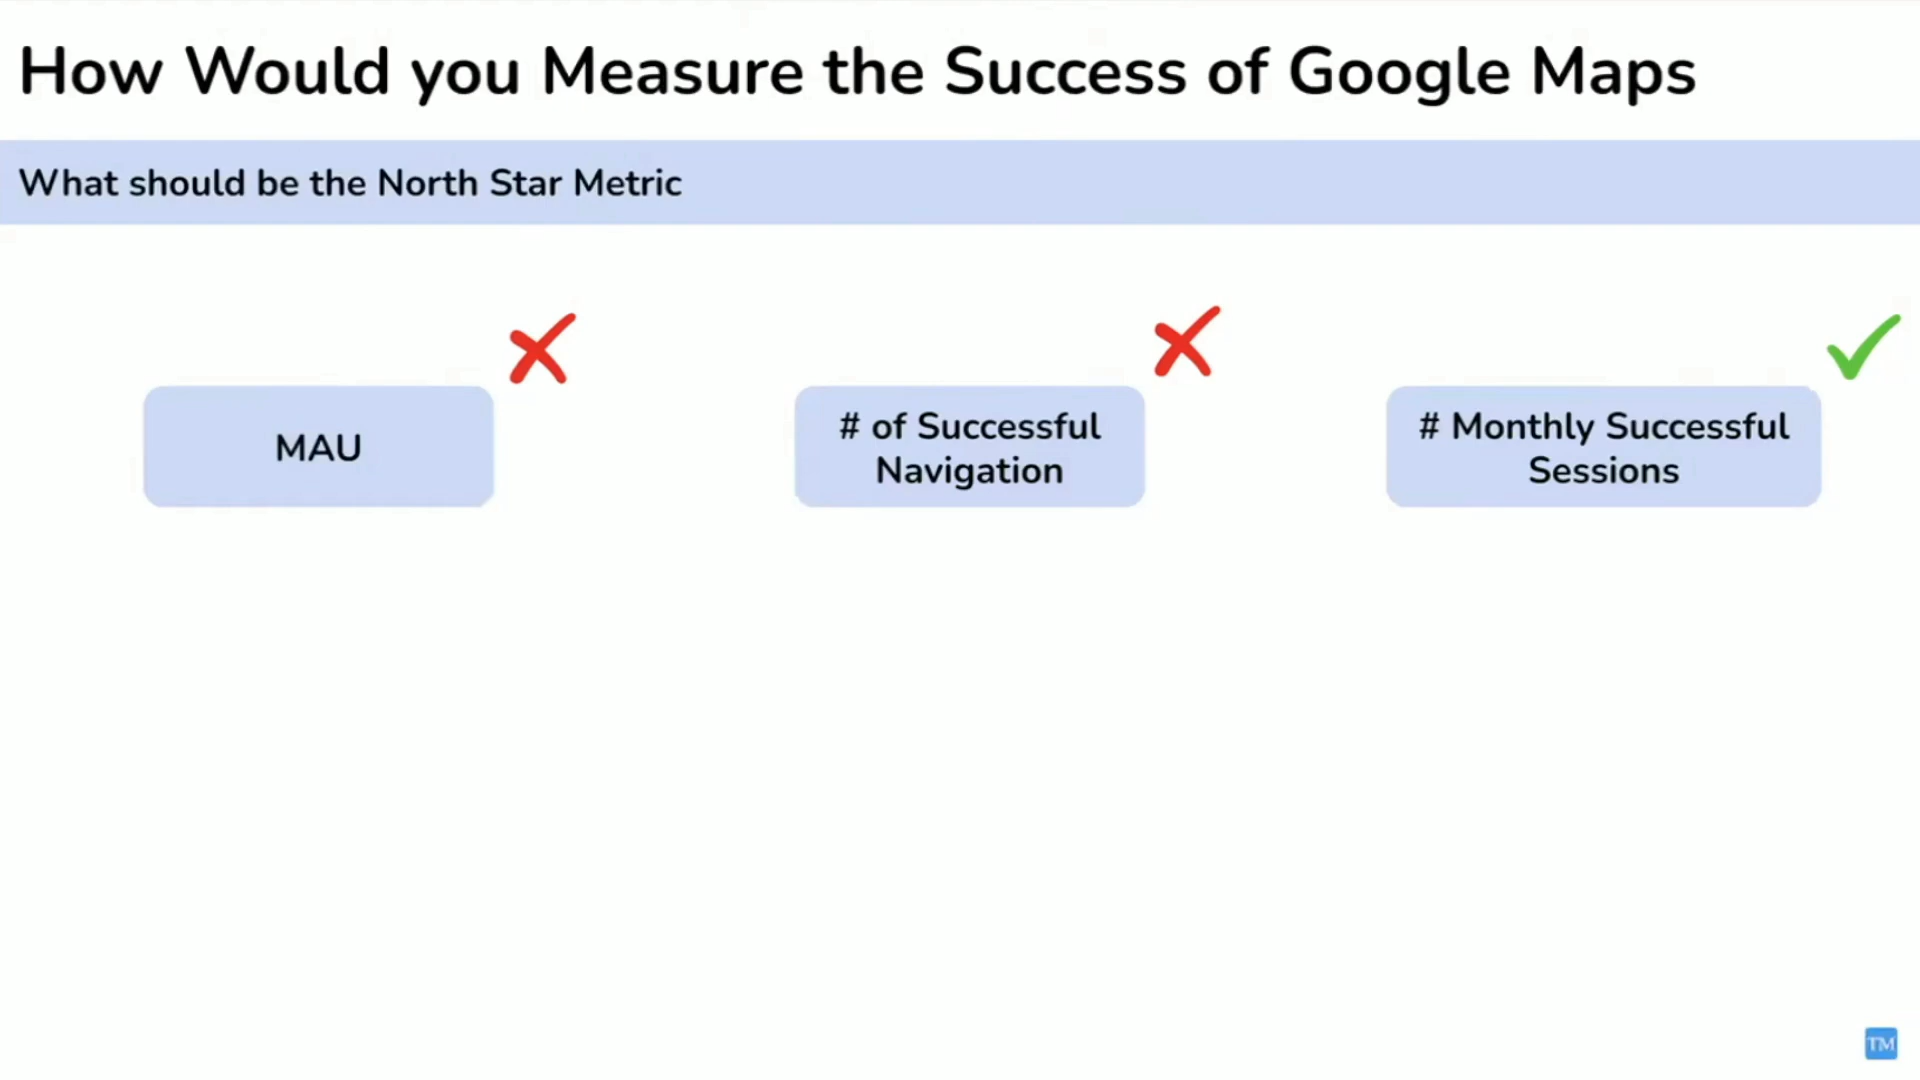 How Would you Measure the Success of Google Maps
What should be the North Star Metric
MAU
# of Successful
Navigation
# Monthly Successful
Sessions
TM